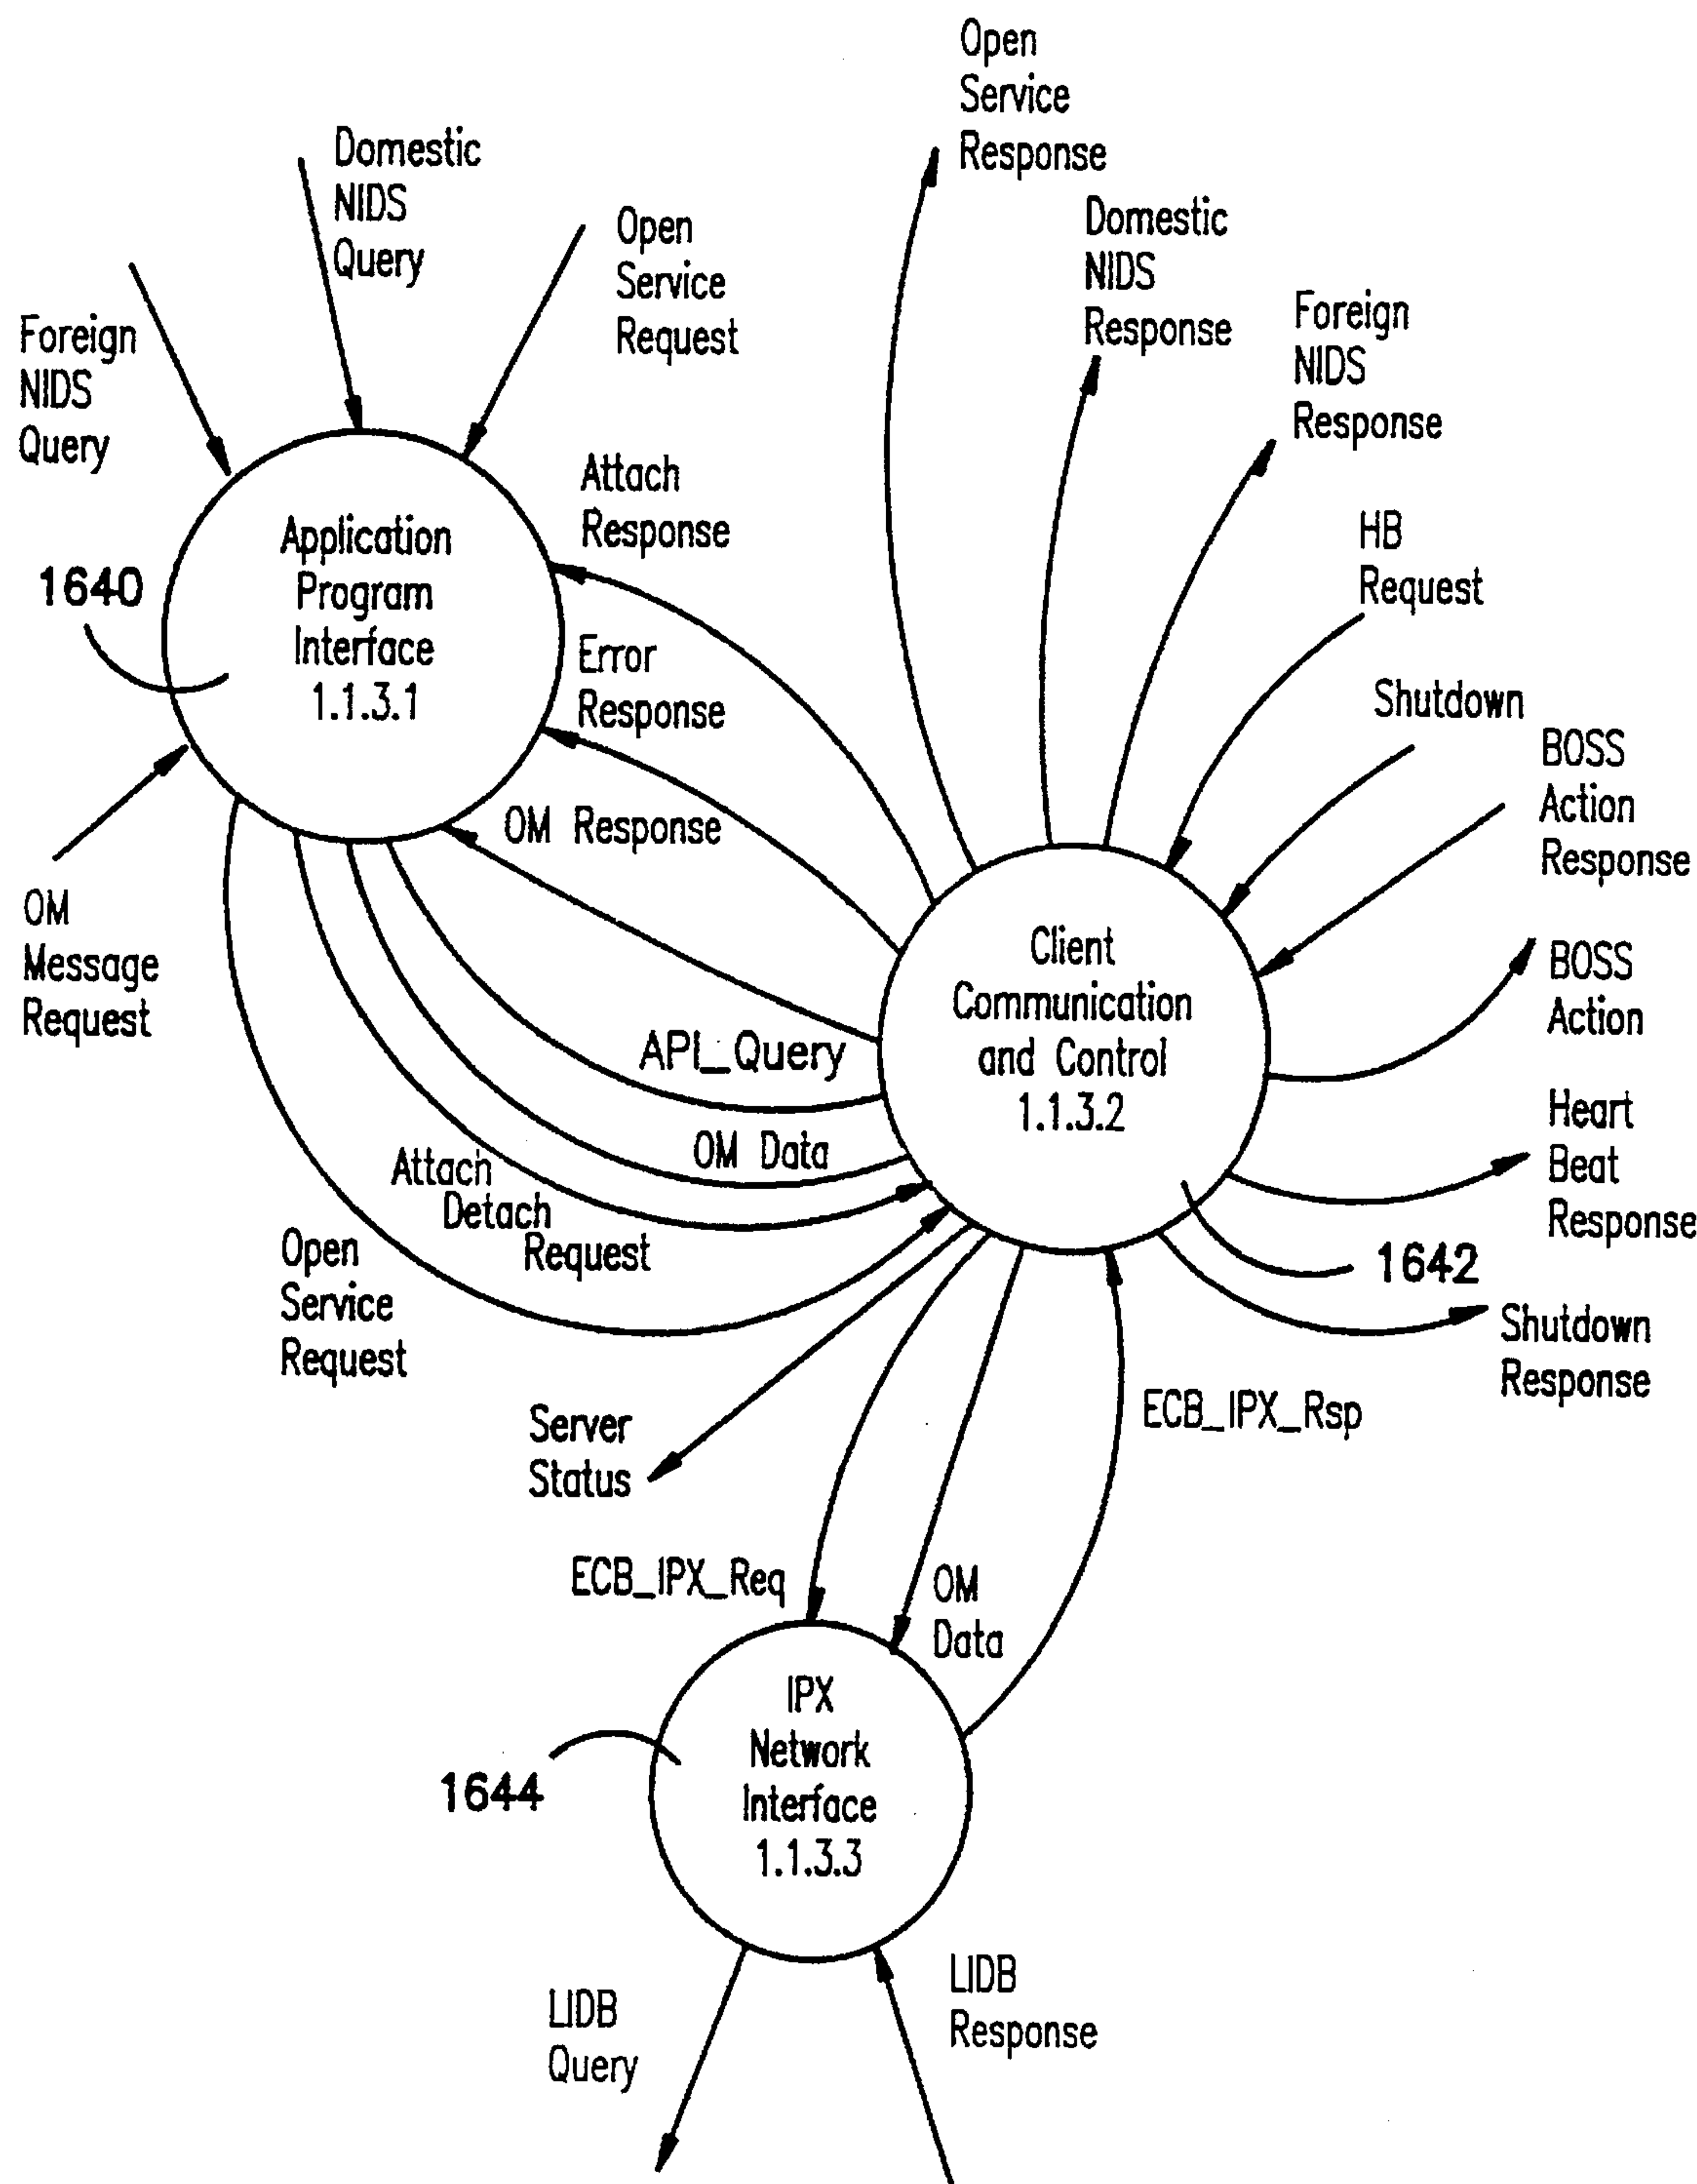 Open
Service
Response
Domestic
NIDS
Query
Open
Service
Request
Domestic
NIDS
Response
Foreign
NIDS
Query
Foreign
NIDS
Response
Attach
Response
HB
Request
Application
Program
Interface
1.1.3.1
1640
Error
Response
Shutdown
BOSS
Action
Response
OM Response
OM
Message
Request
Client
Communication
and Control
1.1.3.2
BOSS
Action
API_Query
OM Data
Attach
Detach
Request
Heart
Beat
Response
Open
Service
Request
1642
Shutdown
Response
Server
Status
ECB_IPX_Rsp
ECB_IPX_Req
OM
Data
IPX
Network
Interface
1.1.3.3
1644
LIDB
Query
LIDB
Response